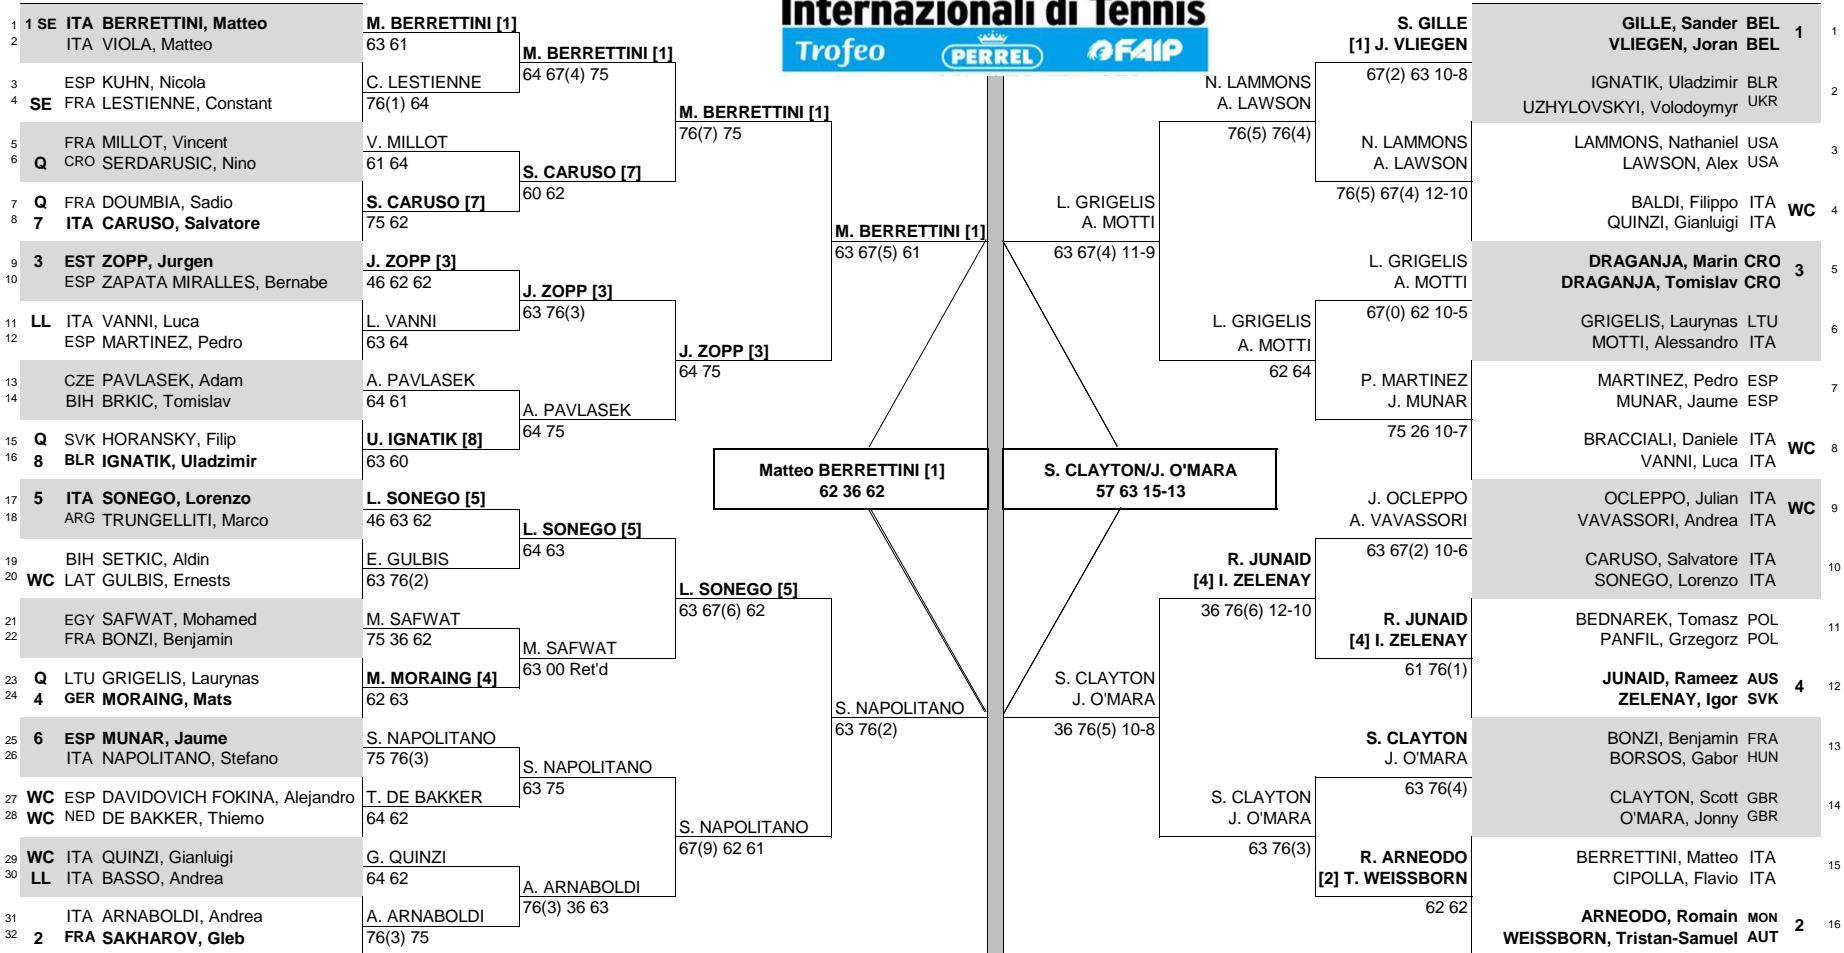 Internazionali di Tennis
Trofeo PERREL FAIP
1 1 SE ITA BERRETTINI, Matteo
2 ITA VIOLA, Matteo
3 ESP KUHN, Nicola
4 SE FRA LESTIENNE, Constant
5 FRA MILLOT, Vincent
6 Q CRO SERDARUSIC, Nino
7 Q FRA DOUMBIA, Sadio
8 7 ITA CARUSO, Salvatore
9 3 EST ZOPP, Jurgen
10 ESP ZAPATA MIRALLES, Bernabe
11 LL ITA VANNI, Luca
12 ESP MARTINEZ, Pedro
13 CZE PAVLASEK, Adam
14 BIH BRKIC, Tomislav
15 Q SVK HORANSKY, Filip
16 8 BLR IGNATIK, Uladzimir
17 5 ITA SONEGO, Lorenzo
18 ARG TRUNGELLITI, Marco
19 BIH SETKIC, Aldin
20 WC LAT GULBIS, Ernests
21 EGY SAFWAT, Mohamed
22 FRA BONZI, Benjamin
23 Q LTU GRIGELIS, Laurynas
24 4 GER MORAING, Mats
25 6 ESP MUNAR, Jaume
26 ITA NAPOLITANO, Stefano
27 WC ESP DAVIDOVICH FOKINA, Alejandro
28 WC NED DE BAKKER, Thiemo
29 WC ITA QUINZI, Gianluigi
30 LL ITA BASSO, Andrea
31 ITA ARNABOLDI, Andrea
32 2 FRA SAKHAROV, Gleb
M. BERRETTINI [1]
63 61
C. LESTIENNE
76(1) 64
V. MILLOT
61 64
S. CARUSO [7]
75 62
J. ZOPP [3]
46 62 62
L. VANNI
63 64
A. PAVLASEK
64 61
U. IGNATIK [8]
63 60
L. SONEGO [5]
46 63 62
E. GULBIS
63 76(2)
M. SAFWAT
75 36 62
M. MORAING [4]
62 63
S. NAPOLITANO
75 76(3)
T. DE BAKKER
64 62
G. QUINZI
64 62
A. ARNABOLDI
76(3) 75
M. BERRETTINI [1]
64 67(4) 75
S. CARUSO [7]
60 62
J. ZOPP [3]
63 76(3)
A. PAVLASEK
64 75
L. SONEGO [5]
64 63
M. SAFWAT
63 00 Ret'd
S. NAPOLITANO
63 75
A. ARNABOLDI
76(3) 36 63
M. BERRETTINI [1]
76(7) 75
J. ZOPP [3]
64 75
L. SONEGO [5]
63 67(6) 62
S. NAPOLITANO
67(9) 62 61
M. BERRETTINI [1]
63 67(5) 61
S. NAPOLITANO
63 76(2)
Matteo BERRETTINI [1]
62 36 62
S. CLAYTON/J. O'MARA
57 63 15-13
L. GRIGELIS
A. MOTTI
63 67(4) 11-9
S. CLAYTON
J. O'MARA
36 76(5) 10-8
N. LAMMONS
A. LAWSON
76(5) 76(4)
L. GRIGELIS
A. MOTTI
62 64
R. JUNAID
[4] I. ZELENAY
36 76(6) 12-10
S. CLAYTON
J. O'MARA
63 76(3)
S. GILLE
[1] J. VLIEGEN
67(2) 63 10-8
N. LAMMONS
A. LAWSON
76(5) 67(4) 12-10
L. GRIGELIS
A. MOTTI
67(0) 62 10-5
P. MARTINEZ
J. MUNAR
75 26 10-7
J. OCLEPPO
A. VAVASSORI
63 67(2) 10-6
R. JUNAID
[4] I. ZELENAY
61 76(1)
S. CLAYTON
J. O'MARA
63 76(4)
R. ARNEODO
[2] T. WEISSBORN
62 62
GILLE, Sander BEL 1 1
VLIEGEN, Joran BEL
IGNATIK, Uladzimir BLR 2
UZHYLOVSKYI, Volodoymyr UKR
LAMMONS, Nathaniel USA 3
LAWSON, Alex USA
BALDI, Filippo ITA WC 4
QUINZI, Gianluigi ITA
DRAGANJA, Marin CRO 3 5
DRAGANJA, Tomislav CRO
GRIGELIS, Laurynas LTU 6
MOTTI, Alessandro ITA
MARTINEZ, Pedro ESP 7
MUNAR, Jaume ESP
BRACCIALI, Daniele ITA WC 8
VANNI, Luca ITA
OCLEPPO, Julian ITA WC 9
VAVASSORI, Andrea ITA
CARUSO, Salvatore ITA 10
SONEGO, Lorenzo ITA
BEDNAREK, Tomasz POL 11
PANFIL, Grzegorz POL
JUNAID, Rameez AUS 4 12
ZELENAY, Igor SVK
BONZI, Benjamin FRA 13
BORSOS, Gabor HUN
CLAYTON, Scott GBR 14
O'MARA, Jonny GBR
BERRETTINI, Matteo ITA 15
CIPOLLA, Flavio ITA
ARNEODO, Romain MON 2 16
WEISSBORN, Tristan-Samuel AUT